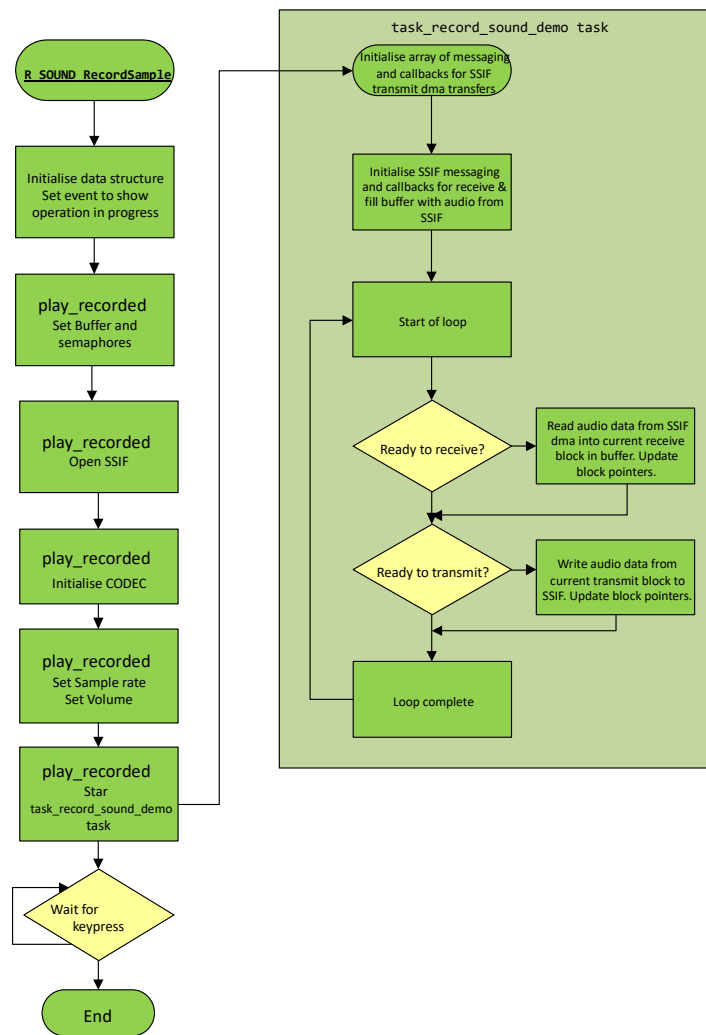 R_SOUND_RecordSample
Initialise data structure
Set event to show
operation in progress
play_recorded
Set Buffer and
semaphores
play_recorded
Open SSIF
play_recorded
Initialise CODEC
play_recorded
Set Sample rate
Set Volume
play_recorded
Star
task_record_sound_demo
task
Wait for
keypress
End
task_record_sound_demo task
Initialise array of messaging
and callbacks for SSIF
transmit dma transfers
Initialise SSIF messaging
and callbacks for receive &
fill buffer with audio from
SSIF
Start of loop
Ready to receive?
Read audio data from SSIF
dma into current receive
block in buffer. Update
block pointers.
Ready to transmit?
Write audio data from
current transmit block to
SSIF. Update block pointers.
Loop complete